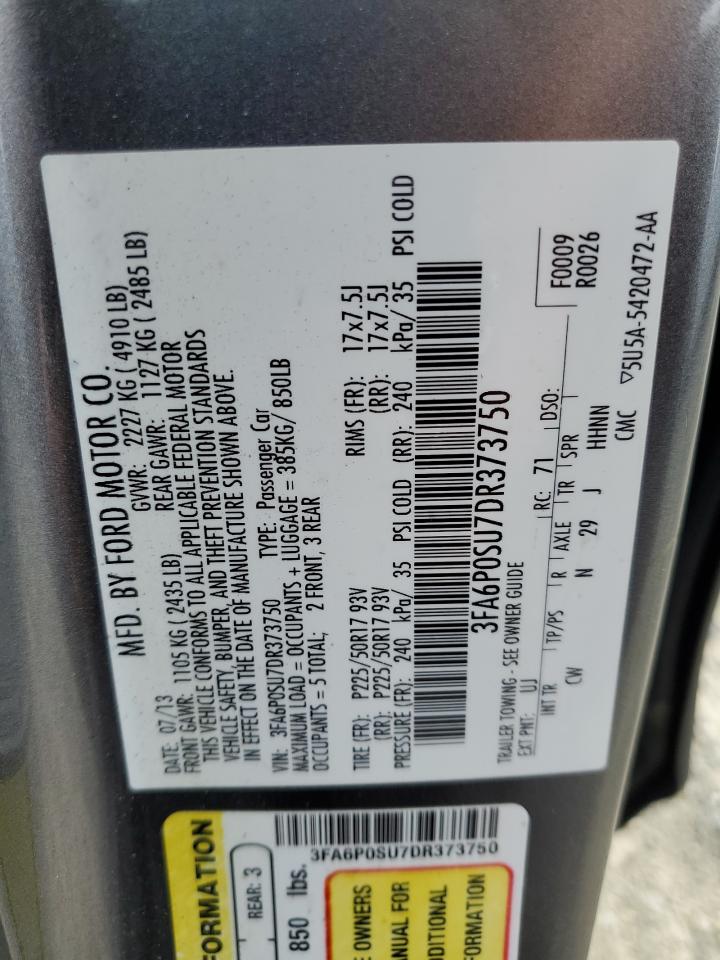 MFD. BY FORD MOTOR CO.
DATE: 07/13 GVWR: 2227 KG ( 4910 LB)
FRONT GAWR: 1105 KG ( 2435 LB) REAR GAWR: 1127 KG ( 2485 LB)
THIS VEHICLE CONFORMS TO ALL APPLICABLE FEDERAL MOTOR
VEHICLE SAFETY, BUMPER, AND THEFT PREVENTION STANDARDS
IN EFFECT ON THE DATE OF MANUFACTURE SHOWN ABOVE.
VIN: 3FA6P0SU7DR373750 TYPE: Passenger Car
MAXIMUM LOAD = OCCUPANTS + LUGGAGE = 385KG/ 850LB
OCCUPANTS = 5 TOTAL; 2 FRONT, 3 REAR
TIRE (FR): P225/50R17 93V RIMS (FR): 17x7.5J
(RR): P225/50R17 93V (RR): 17x7.5J
PRESSURE (FR): 240 kPa/ 35 PSI COLD (RR): 240 kPa/ 35 PSI COLD
3FA6P0SU7DR373750
TRAILER TOWING - SEE OWNER GUIDE
EXT PNT: UJ RC: 71 DSO: F0009
R0026
INT TR TP/PS R AXLE TR SPR
CW N 29 J HHNN
CMC ▽5U5A-5420472-AA
3FA6P0SU7DR373750
FORMATION
REAR: 3
850 lbs.
OWNERS
ANUAL FOR
DDITIONAL
FORMATION